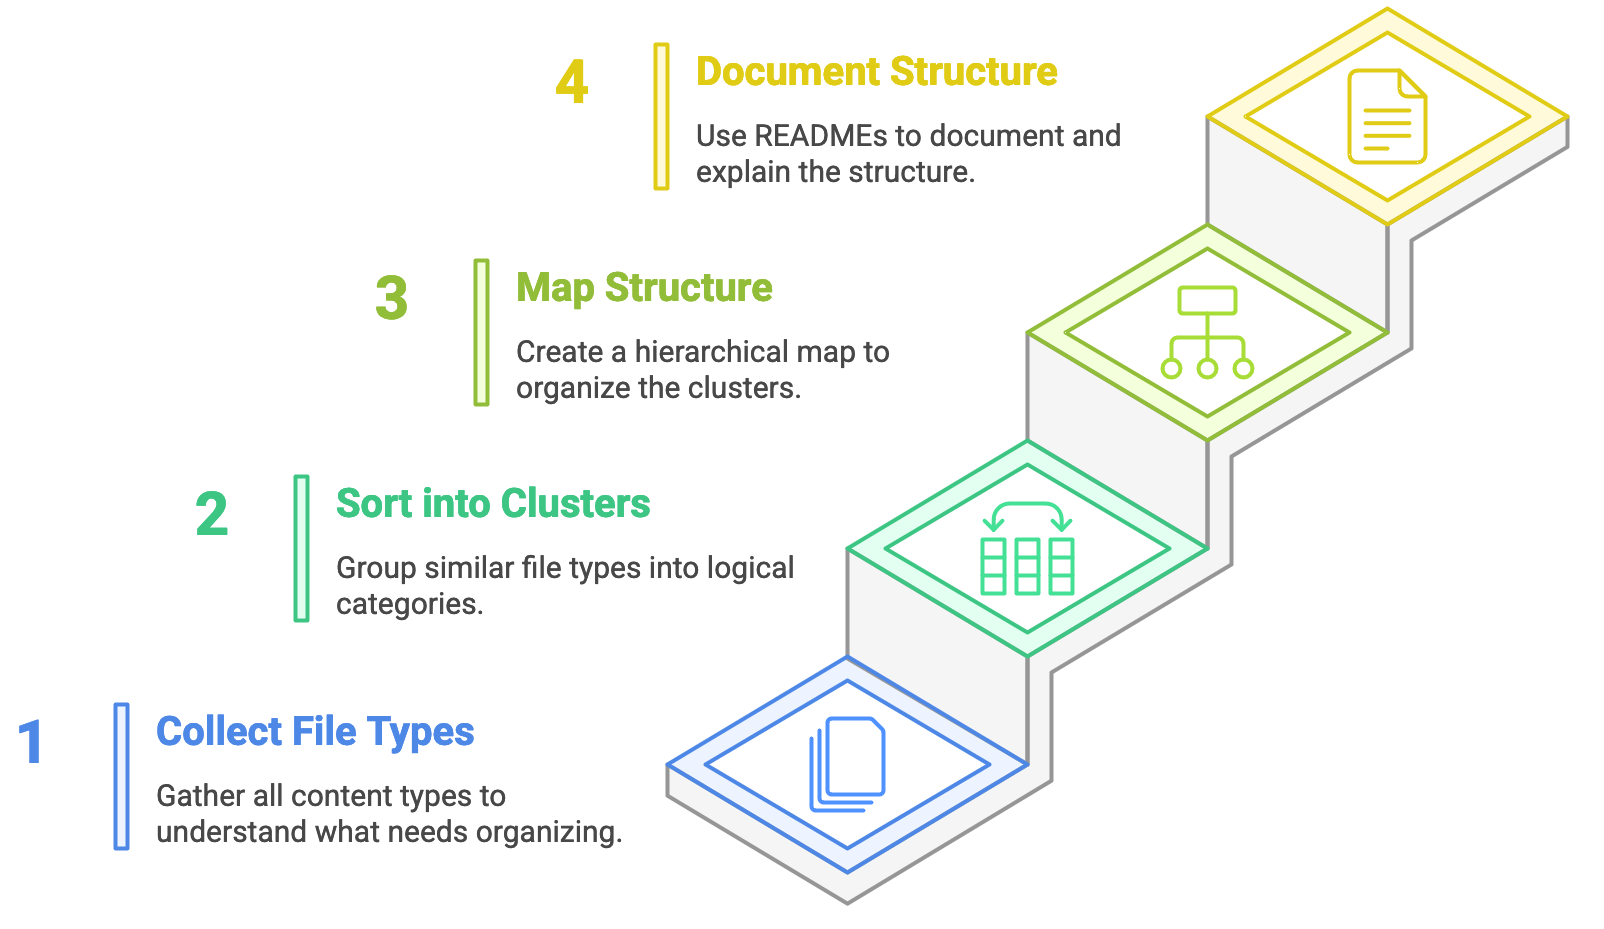 4
Document Structure
Use READMEs to document and
explain the structure.
3
Map Structure
Create a hierarchical map to
organize the clusters.
2
Sort into Clusters
Group similar file types into logical
categories.
1
Collect File Types
Gather all content types to
understand what needs organizing.